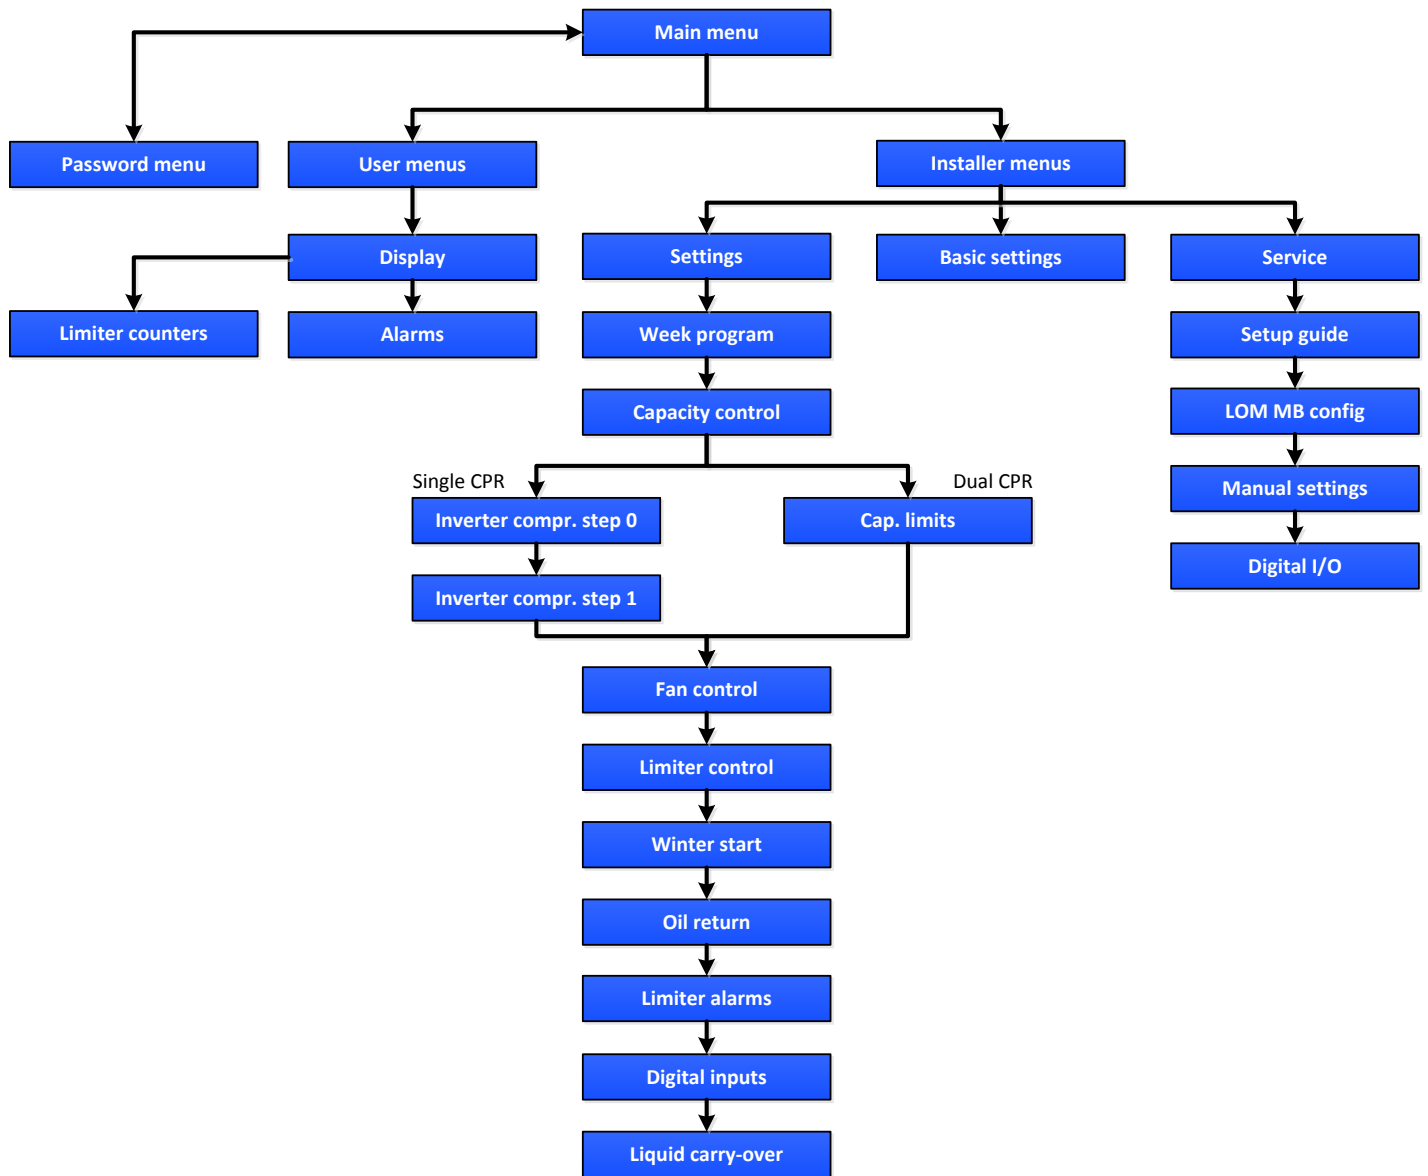 Main menu
Password menu
User menus
Installer menus
Display
Settings
Basic settings
Service
Limiter counters
Alarms
Week program
Setup guide
Capacity control
LOM MB config
Single CPR
Dual CPR
Manual settings
Inverter compr. step 0
Cap. limits
Digital I/O
Inverter compr. step 1
Fan control
Limiter control
Winter start
Oil return
Limiter alarms
Digital inputs
Liquid carry-over